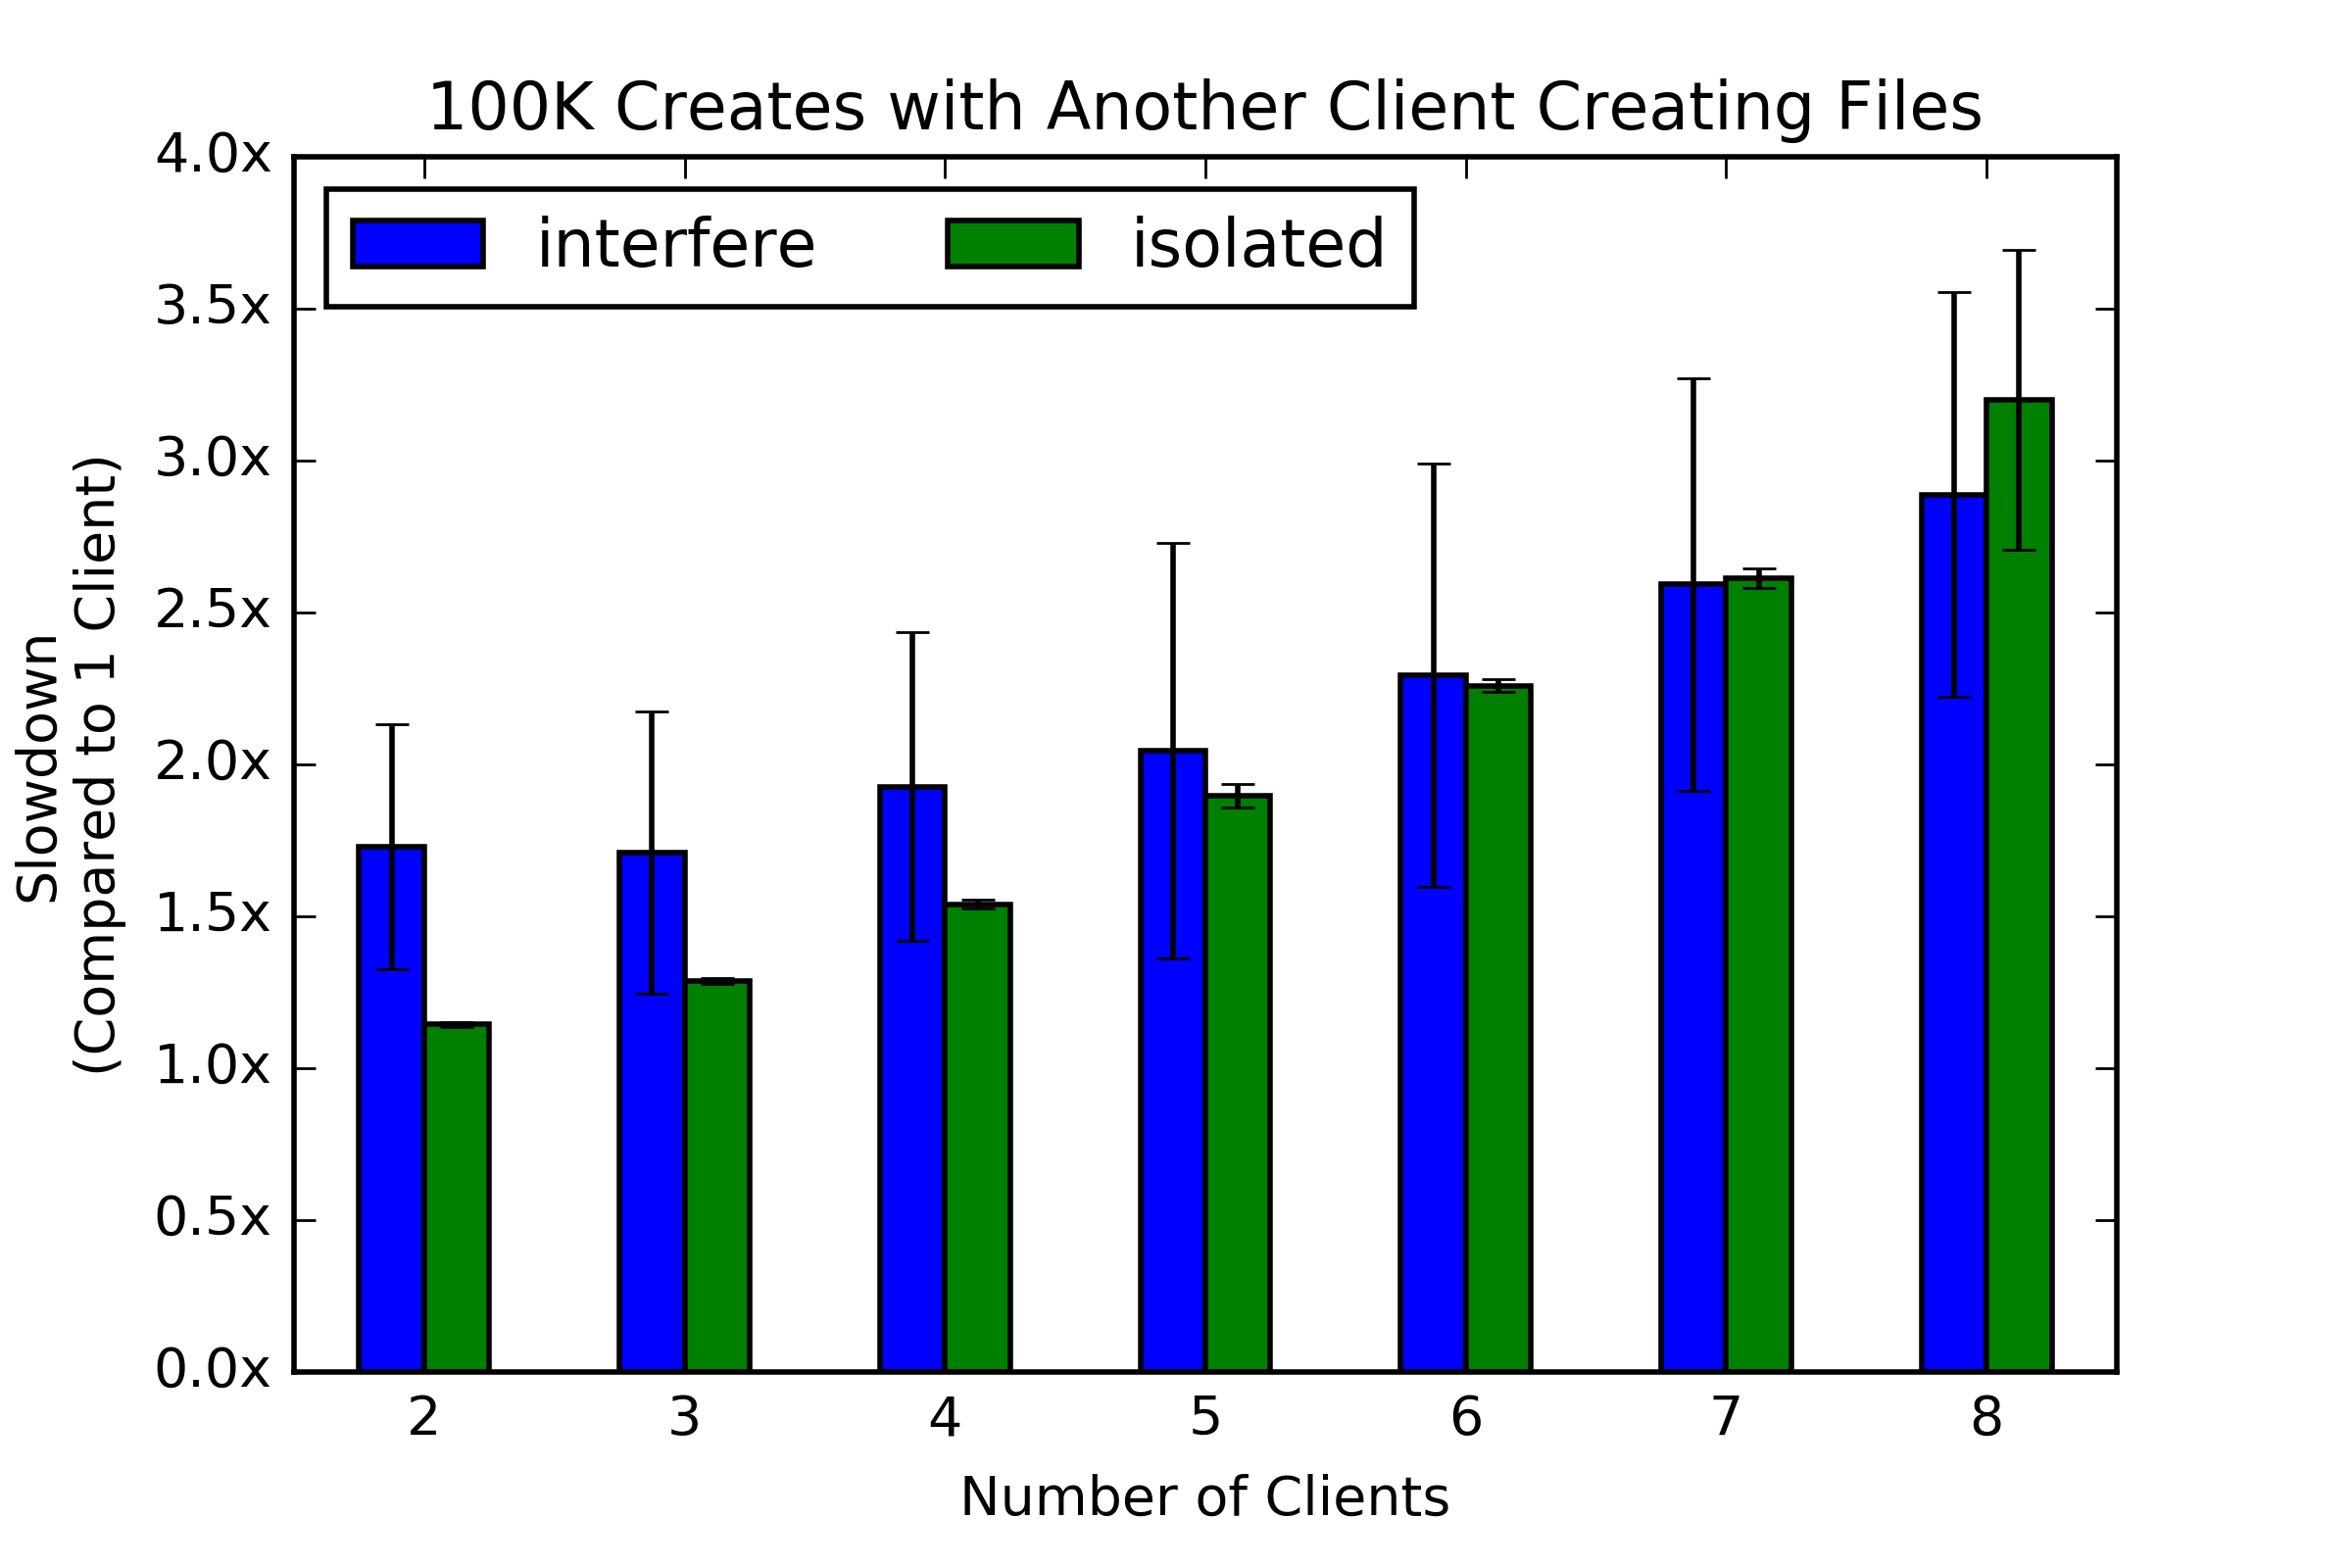 100K Creates with Another Client Creating Files
interfere
isolated
4.0x
3.5x
3.0x
2.5x
2.0x
1.5x
1.0x
0.5x
0.0x
Slowdown
(Compared to 1 Client)
2 3 4 5 6 7 8
Number of Clients